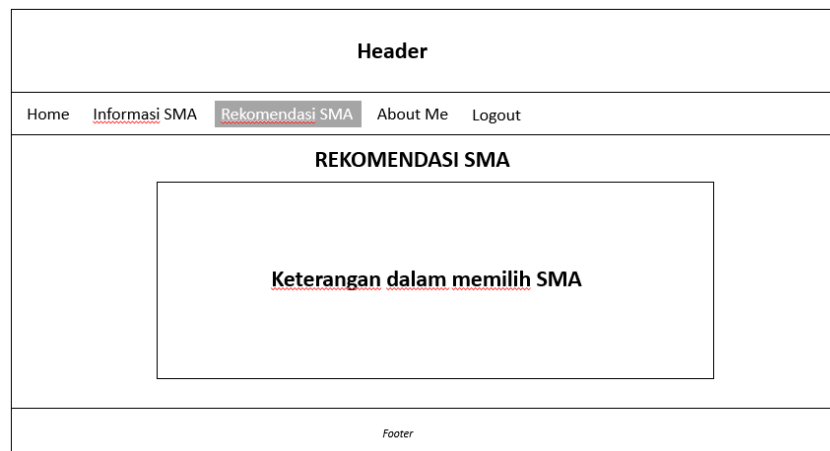 Header
Home Informasi SMA Rekomendasi SMA About Me Logout
REKOMENDASI SMA
Keterangan dalam memilih SMA
Footer